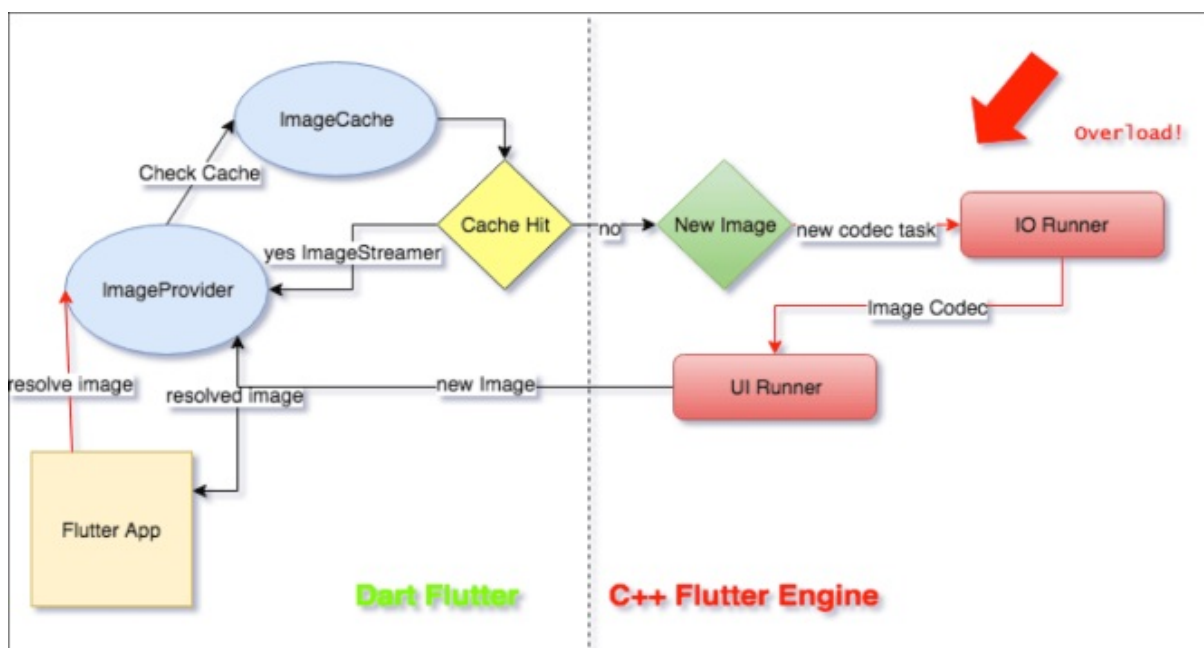 ImageCache
Overload!
Check Cache
Cache Hit
no
New Image
new codec task
IO Runner
yes ImageStreamer
ImageProvider
Image Codec
resolve image
resolved image
new Image
UI Runner
Flutter App
Dart Flutter
C++ Flutter Engine